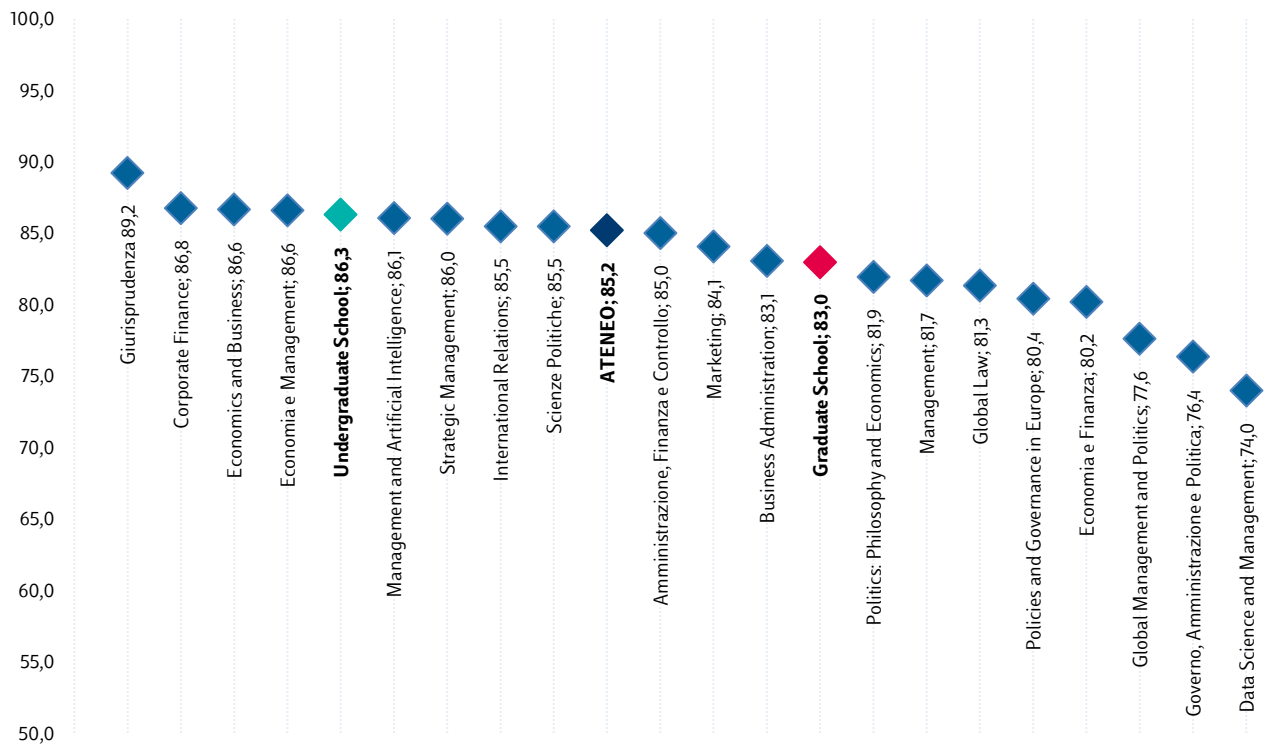 100,0
95,0
90,0
85,0
80,0
75,0
70,0
65,0
60,0
55,0
50,0
Giurisprudenza 89,2
Corporate Finance; 86,8
Economics and Business; 86,6
Economia e Management; 86,6
Undergraduate School; 86,3
Management and Artificial Intelligence; 86,1
Strategic Management; 86,0
International Relations; 85,5
Scienze Politiche; 85,5
ATENEO; 85,2
Amministrazione, Finanza e Controllo; 85,0
Marketing; 84,1
Business Administration; 83,1
Graduate School; 83,0
Politics: Philosophy and Economics; 81,9
Management; 81,7
Global Law; 81,3
Policies and Governance in Europe; 80,4
Economia e Finanza; 80,2
Global Management and Politics; 77,6
Governo, Amministrazione e Politica; 76,4
Data Science and Management; 74,0